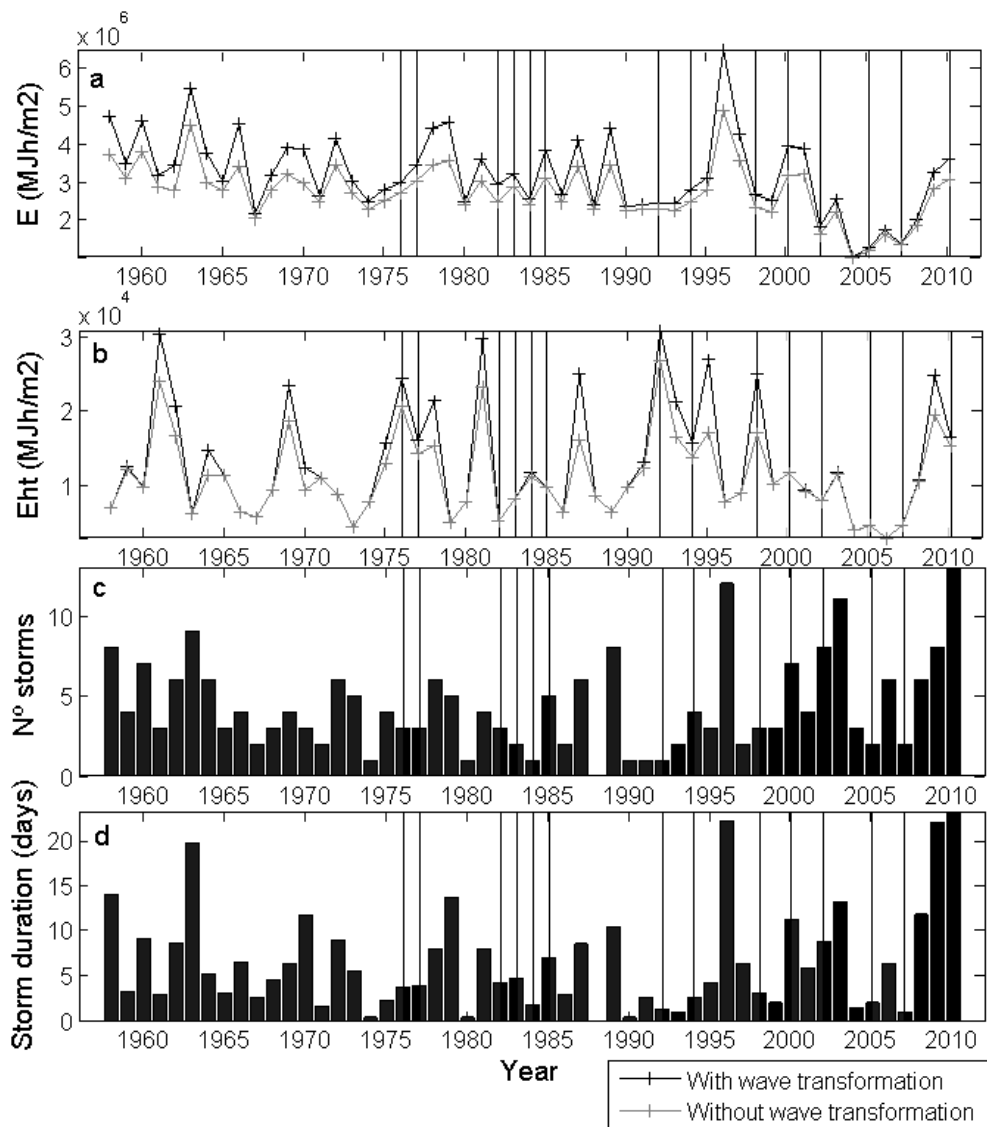 x 10^6
a
E (MJh/m2)
6
5
4
3
2
1960 1965 1970 1975 1980 1985 1990 1995 2000 2005 2010
x 10^4
b
Eht (MJh/m2)
3
2
1
1960 1965 1970 1975 1980 1985 1990 1995 2000 2005 2010
c
Nº storms
10
5
0
1960 1965 1970 1975 1980 1985 1990 1995 2000 2005 2010
d
Storm duration (days)
20
15
10
5
0
1960 1965 1970 1975 1980 1985 1990 1995 2000 2005 2010
Year
With wave transformation
Without wave transformation